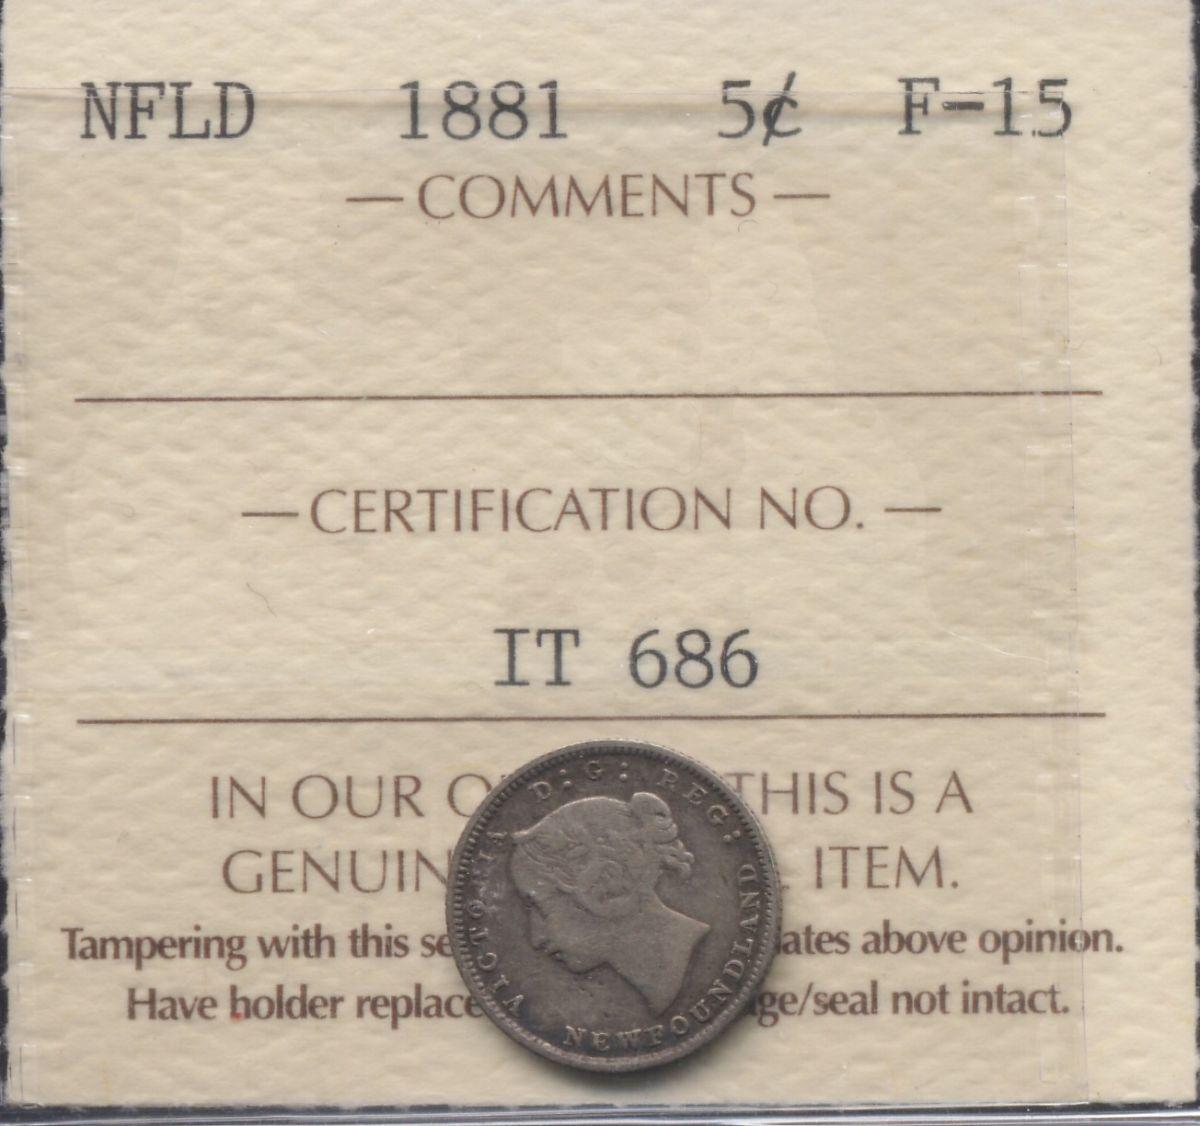 NFLD 1881 5¢ F-15
— COMMENTS —
— CERTIFICATION NO. —
IT 686
IN OUR O THIS IS A
GENUIN ITEM.
Tampering with this se ates above opinion.
Have holder replace ge/seal not intact.
VICTORIA D:G: REG:
NEWFOUNDLAND